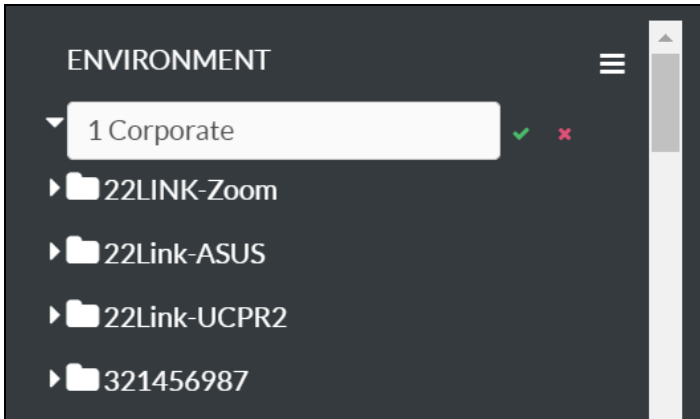 ENVIRONMENT
1 Corporate
22LINK-Zoom
22Link-ASUS
22Link-UCPR2
321456987